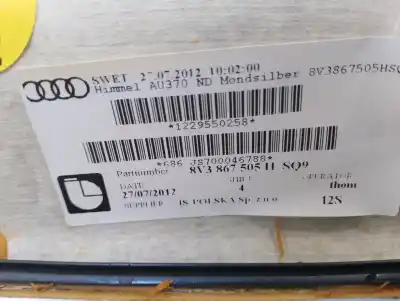 SWET 27.07.2012 10:02:00
Himmel AU370 ND Mondsilber 8V3867505HSQ
*1229550258*
*686 JS700046788*
Partnumber 8V3 867 505 H SQ9
DATE SHIFT OPERATOR
27/07/2012 4 thom
SUPPLIER IS POLSKA Sp. z o.o 12S